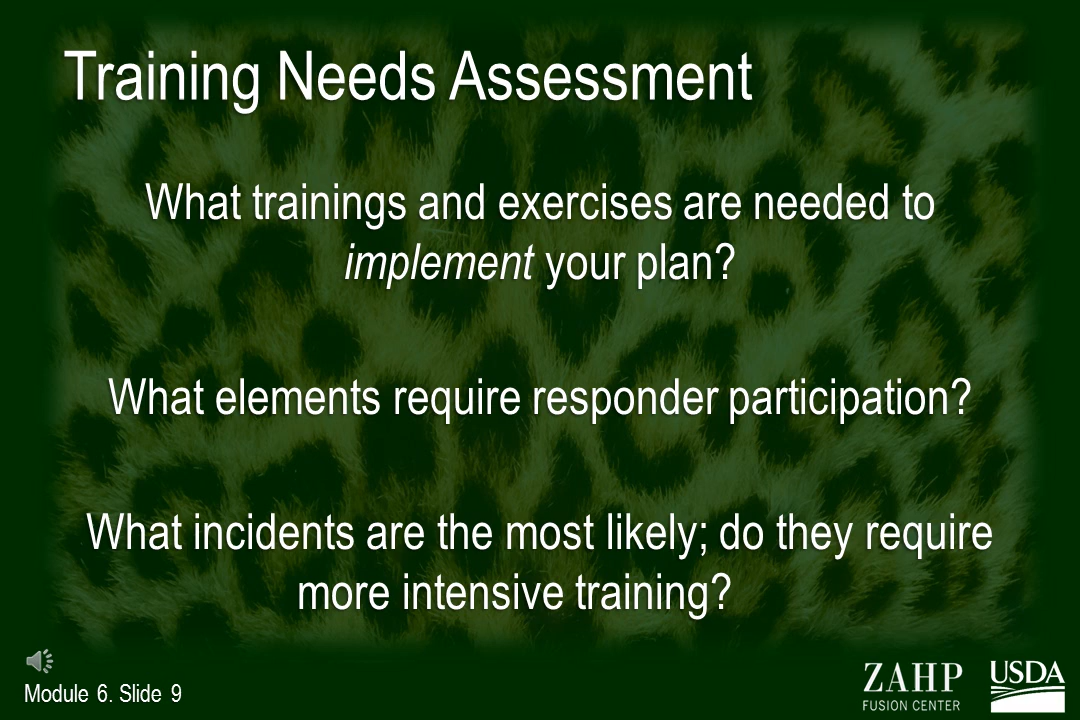 Training Needs Assessment
What trainings and exercises are needed to
implement your plan?
What elements require responder participation?
What incidents are the most likely; do they require
more intensive training?
Module 6. Slide 9
ZAHP
FUSION CENTER
USDA